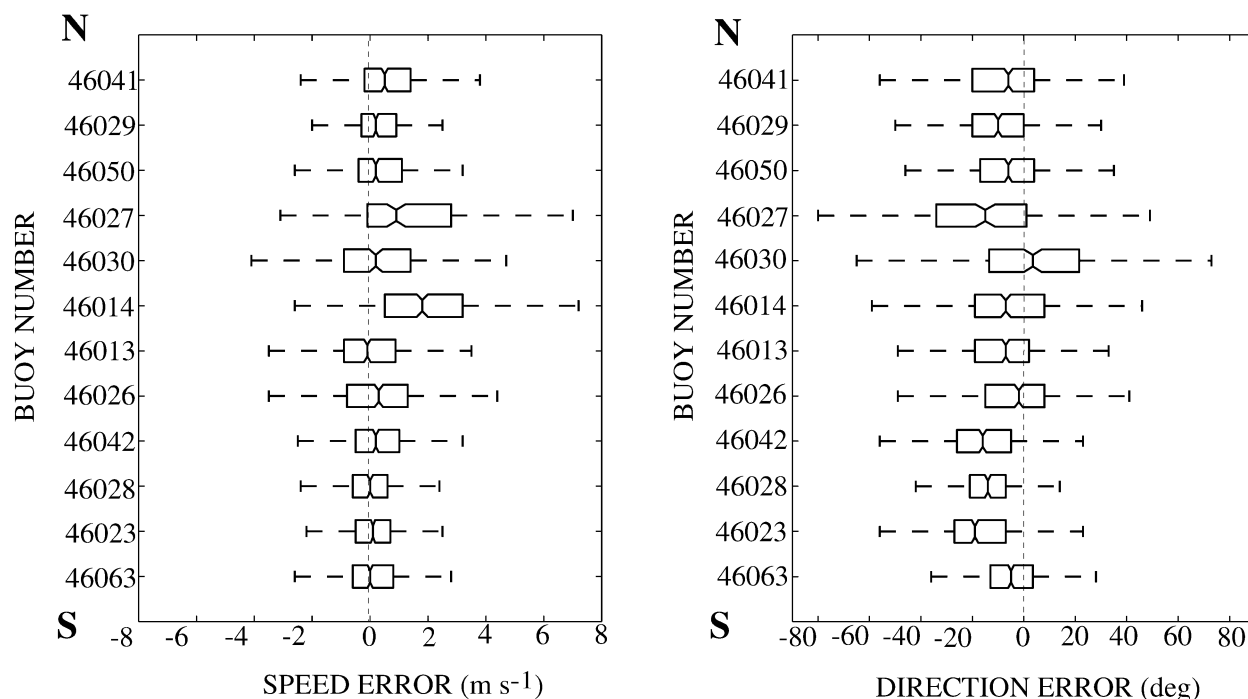 N
46041
46029
46050
46027
46030
46014
46013
46026
46042
46028
46023
46063
S
BUOY NUMBER
-8 -6 -4 -2 0 2 4 6 8
SPEED ERROR (m s-1)
N
46041
46029
46050
46027
46030
46014
46013
46026
46042
46028
46023
46063
S
BUOY NUMBER
-80 -60 -40 -20 0 20 40 60 80
DIRECTION ERROR (deg)